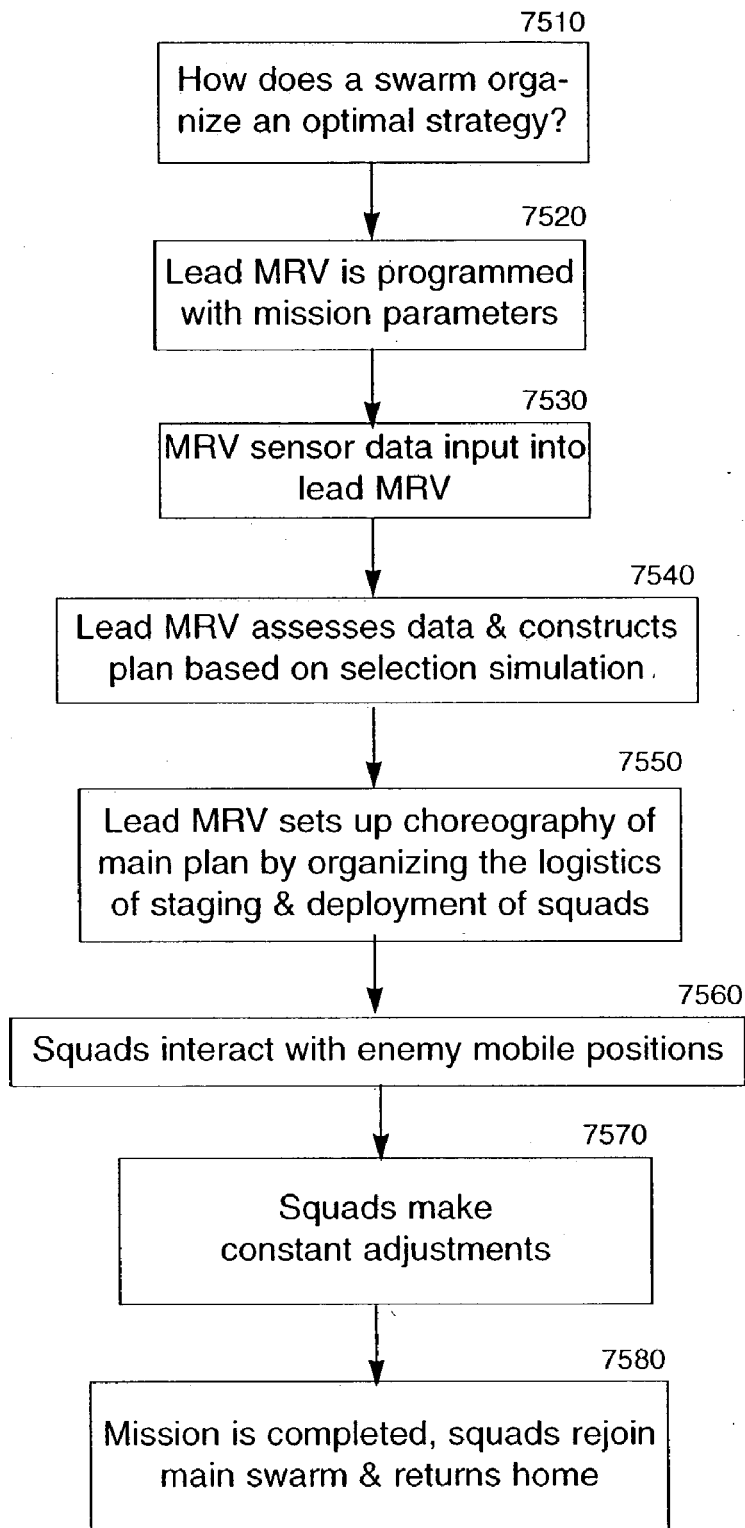 7510
How does a swarm orga-
nize an optimal strategy?
7520
Lead MRV is programmed
with mission parameters
7530
MRV sensor data input into
lead MRV
7540
Lead MRV assesses data & constructs
plan based on selection simulation.
7550
Lead MRV sets up choreography of
main plan by organizing the logistics
of staging & deployment of squads
7560
Squads interact with enemy mobile positions
7570
Squads make
constant adjustments
7580
Mission is completed, squads rejoin
main swarm & returns home